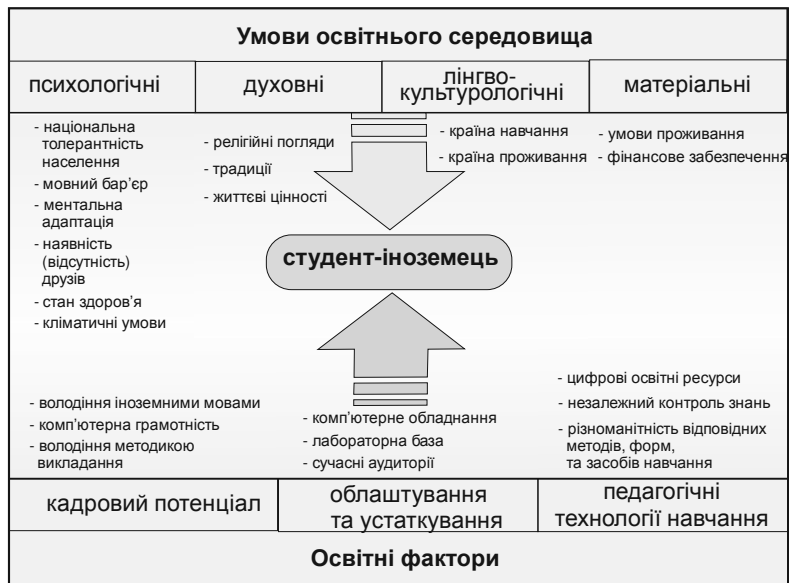 Умови освітнього середовища
психологічні
духовні
лінгво-
культурологічні
матеріальні
- національна
толерантність
населення
- мовний бар’єр
- ментальна
адаптація
- наявність
(відсутність)
друзів
- стан здоров’я
- кліматичні умови
- релігійні погляди
- традиції
- життєві цінності
- країна навчання
- країна проживання
- умови проживання
- фінансове забезпечення
студент-іноземець
- володіння іноземними мовами
- комп’ютерна грамотність
- володіння методикою
викладання
- комп’ютерне обладнання
- лабораторна база
- сучасні аудиторії
- цифрові освітні ресурси
- незалежний контроль знань
- різноманітність відповідних
методів, форм,
та засобів навчання
кадровий потенціал
облаштування
та устаткування
педагогічні
технології навчання
Освітні фактори